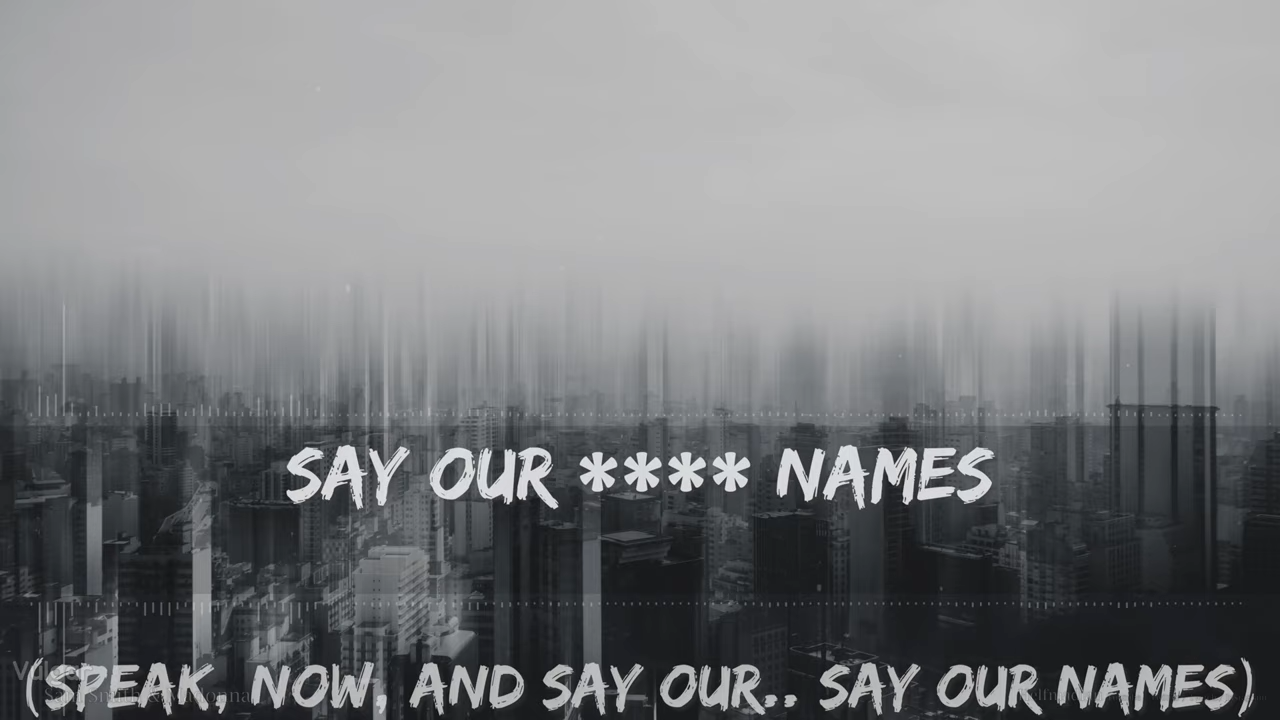 SAY OUR **** NAMES
(SPEAK, NOW, AND SAY OUR.. SAY OUR NAMES)